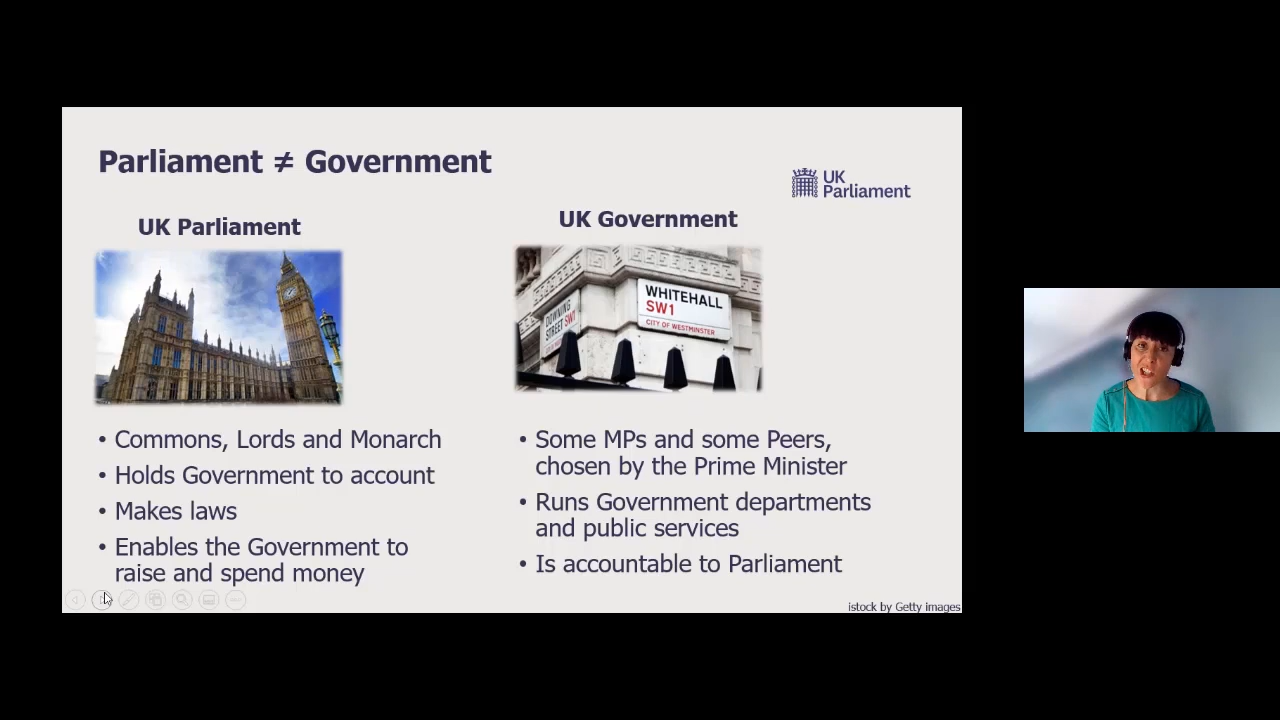 Parliament ≠ Government
UK
Parliament
UK Parliament
UK Government
DOWNING
STREET SW1
WHITEHALL
SW1
CITY OF WESTMINSTER
• Commons, Lords and Monarch
• Holds Government to account
• Makes laws
• Enables the Government to
raise and spend money
• Some MPs and some Peers,
chosen by the Prime Minister
• Runs Government departments
and public services
• Is accountable to Parliament
istock by Getty images